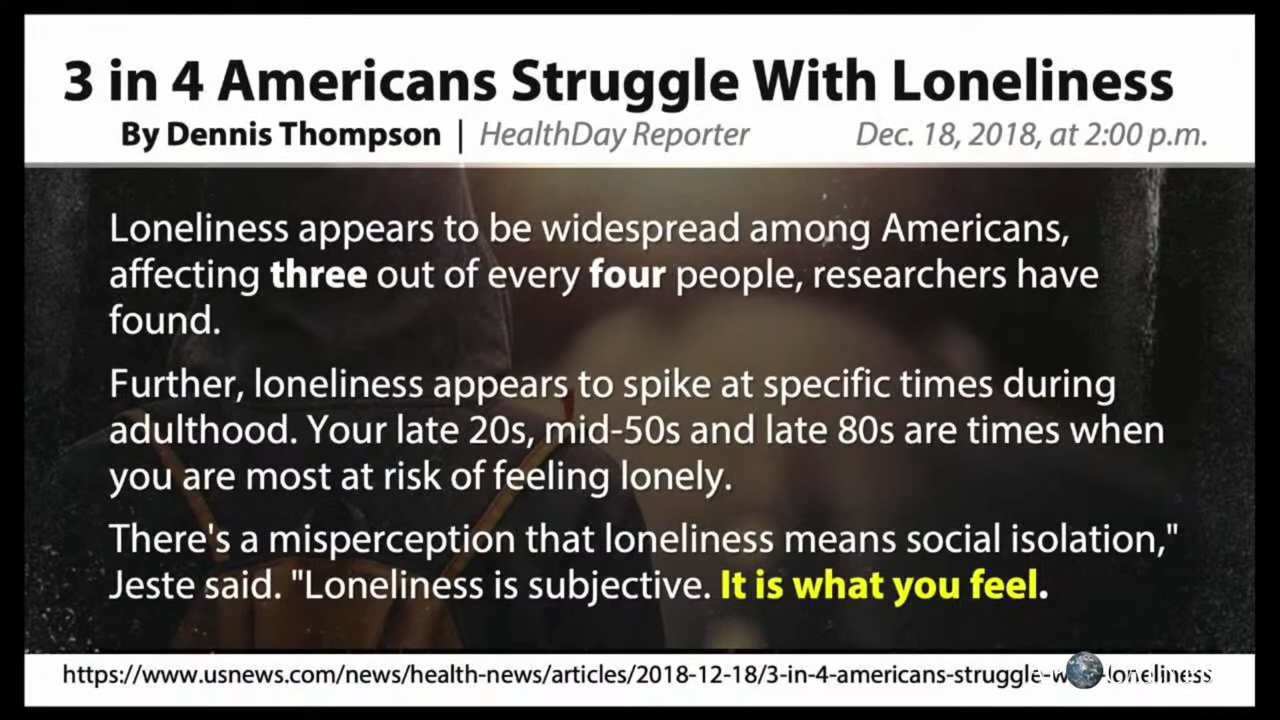 3 in 4 Americans Struggle With Loneliness
By Dennis Thompson | HealthDay Reporter Dec. 18, 2018, at 2:00 p.m.
Loneliness appears to be widespread among Americans,
affecting three out of every four people, researchers have
found.
Further, loneliness appears to spike at specific times during
adulthood. Your late 20s, mid-50s and late 80s are times when
you are most at risk of feeling lonely.
There's a misperception that loneliness means social isolation,"
Jeste said. "Loneliness is subjective. It is what you feel.
https://www.usnews.com/news/health-news/articles/2018-12-18/3-in-4-americans-struggle-w loneliness